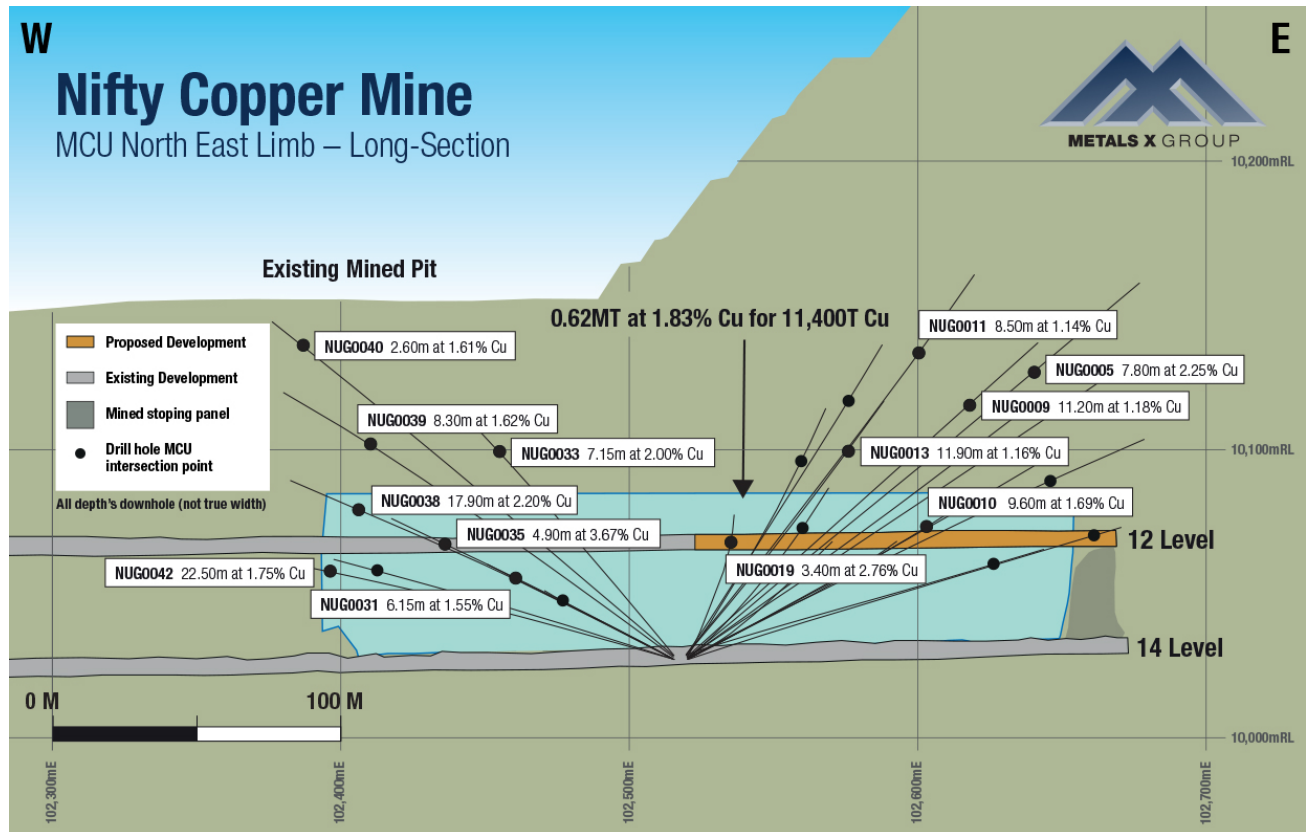 W
E
Nifty Copper Mine
MCU North East Limb – Long-Section
METALS X GROUP
10,200mRL
Existing Mined Pit
0.62MT at 1.83% Cu for 11,400T Cu
Proposed Development
Existing Development
Mined stoping panel
Drill hole MCU
intersection point
All depth's downhole (not true width)
NUG0040 2.60m at 1.61% Cu
NUG0011 8.50m at 1.14% Cu
NUG0005 7.80m at 2.25% Cu
NUG0039 8.30m at 1.62% Cu
NUG0009 11.20m at 1.18% Cu
NUG0033 7.15m at 2.00% Cu
NUG0013 11.90m at 1.16% Cu
10,100mRL
NUG0038 17.90m at 2.20% Cu
NUG0010 9.60m at 1.69% Cu
NUG0035 4.90m at 3.67% Cu
12 Level
NUG0042 22.50m at 1.75% Cu
NUG0019 3.40m at 2.76% Cu
NUG0031 6.15m at 1.55% Cu
14 Level
0 M
100 M
10,000mRL
102,300mE
102,400mE
102,500mE
102,600mE
102,700mE